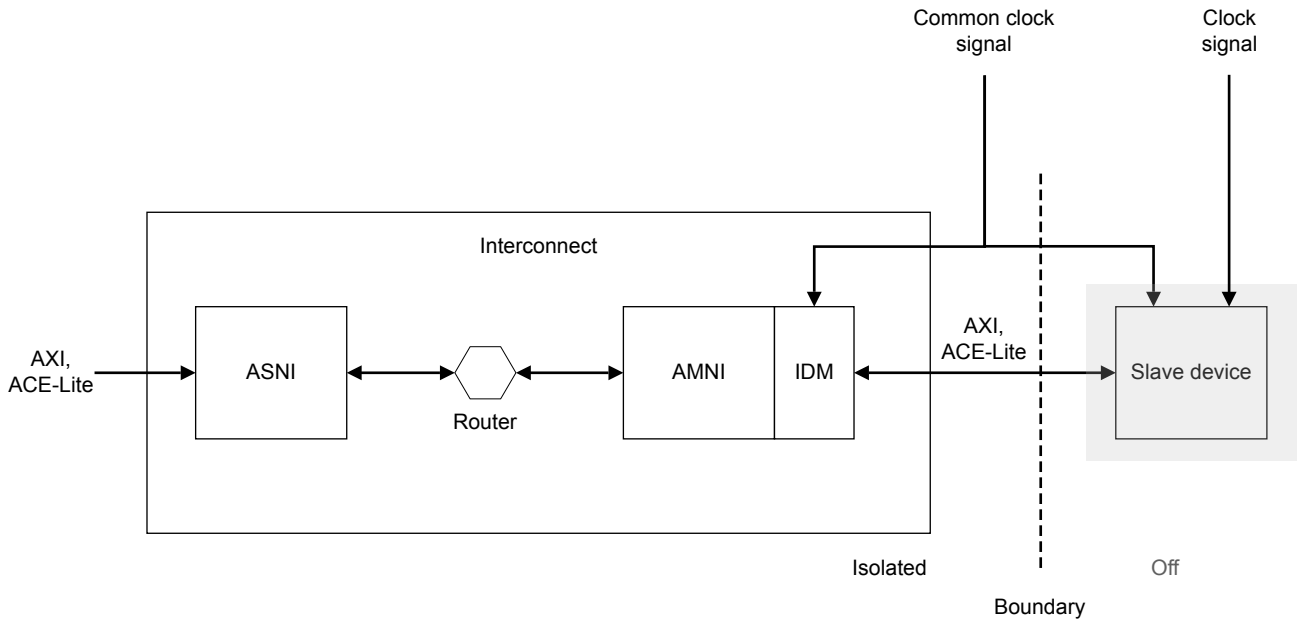 Common clock
signal
Clock
signal
Interconnect
AXI,
ACE-Lite
ASNI
Router
AMNI
IDM
AXI,
ACE-Lite
Slave device
Isolated
Off
Boundary